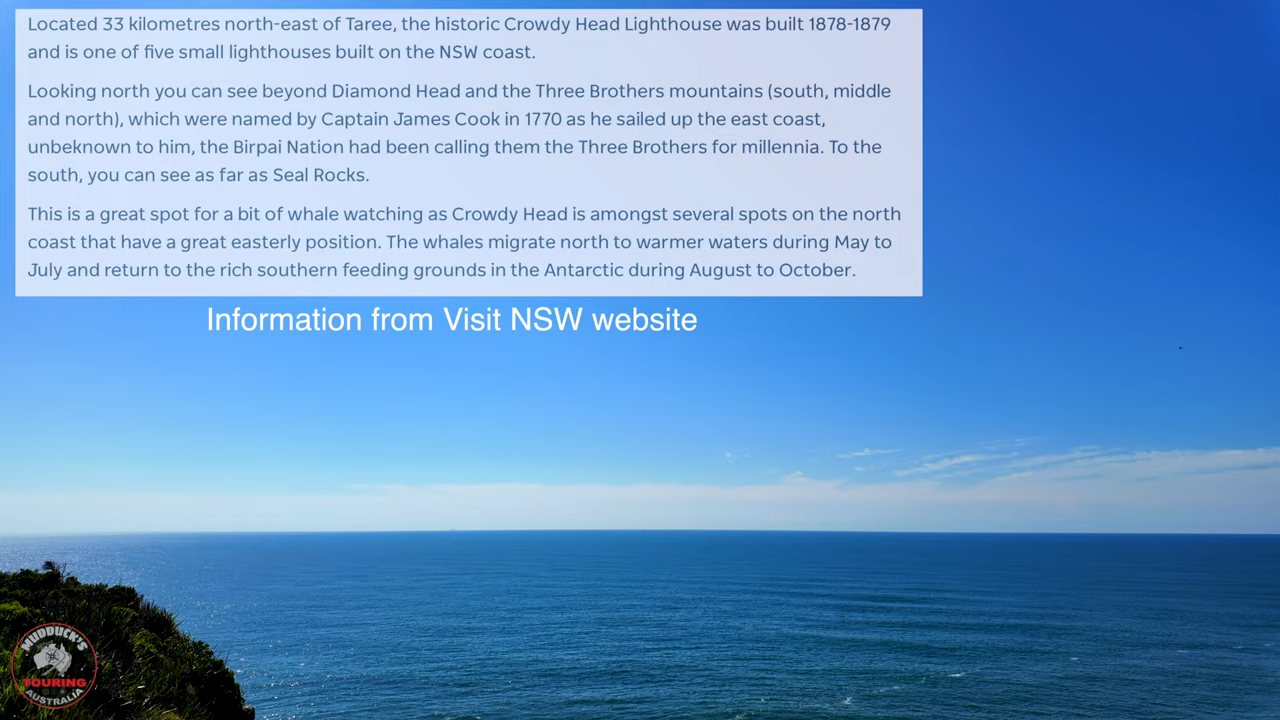 Located 33 kilometres north-east of Taree, the historic Crowdy Head Lighthouse was built 1878-1879
and is one of five small lighthouses built on the NSW coast.
Looking north you can see beyond Diamond Head and the Three Brothers mountains (south, middle
and north), which were named by Captain James Cook in 1770 as he sailed up the east coast,
unbeknown to him, the Birpai Nation had been calling them the Three Brothers for millennia. To the
south, you can see as far as Seal Rocks.
This is a great spot for a bit of whale watching as Crowdy Head is amongst several spots on the north
coast that have a great easterly position. The whales migrate north to warmer waters during May to
July and return to the rich southern feeding grounds in the Antarctic during August to October.
Information from Visit NSW website
MUDDUCK'S
TOURING
AUSTRALIA